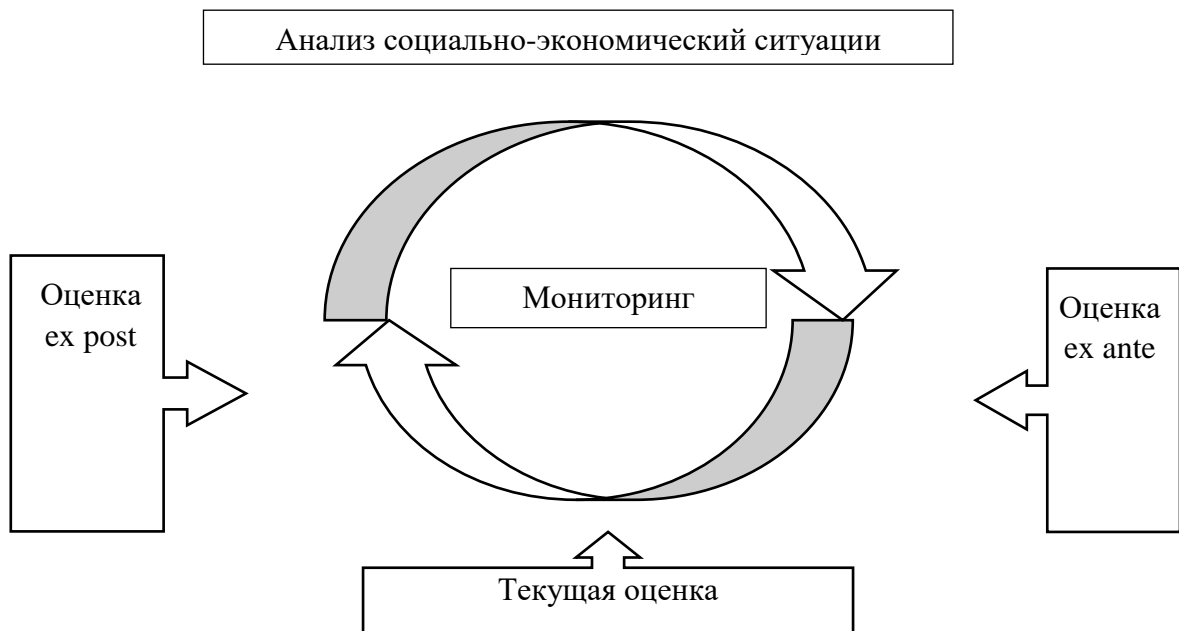 Анализ социально-экономический ситуации
Мониторинг
Оценка
ex post
Оценка
ex ante
Текущая оценка